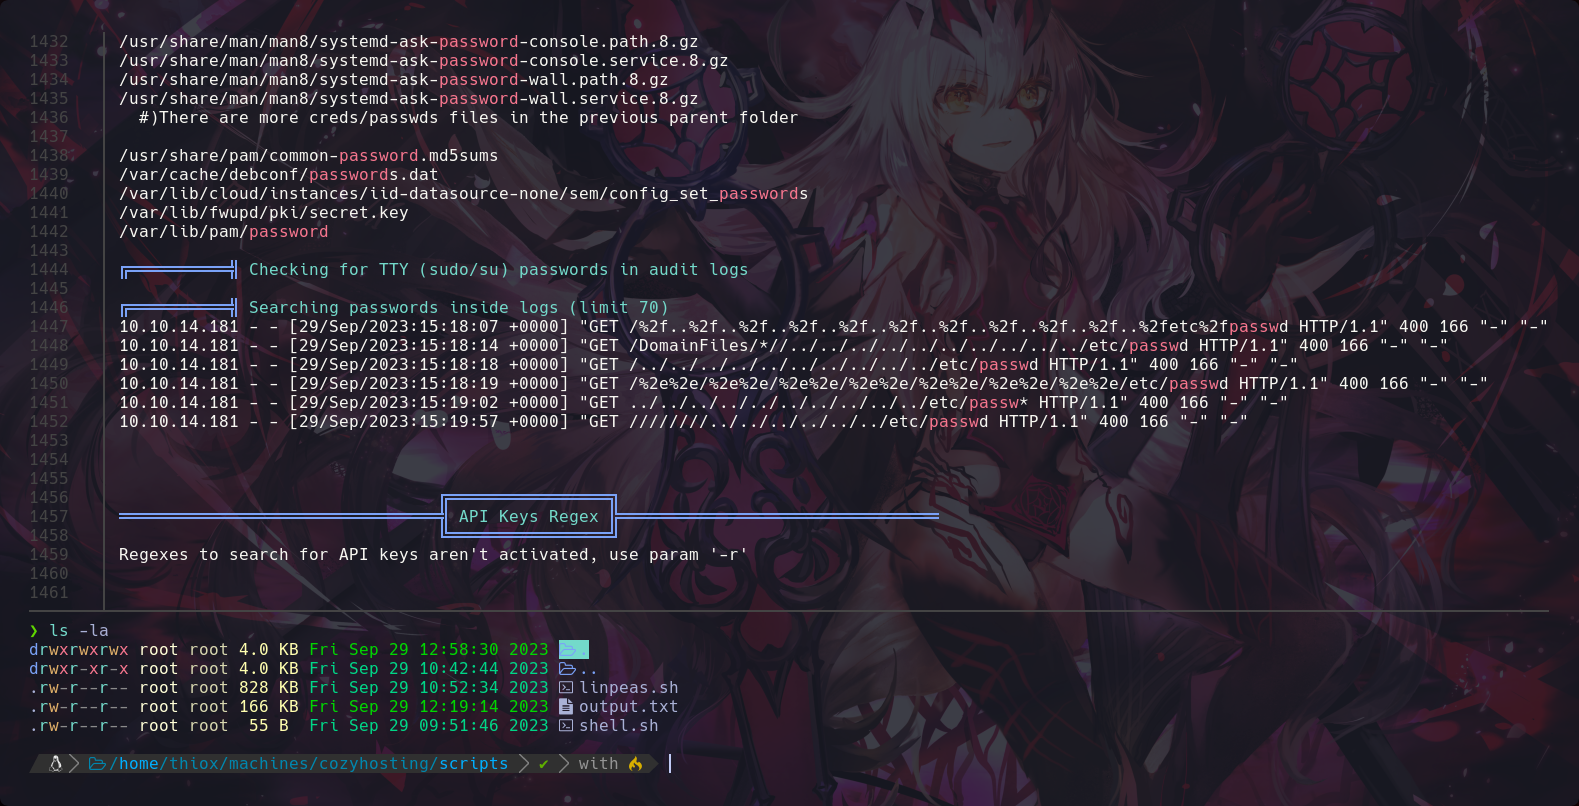 1432 /usr/share/man/man8/systemd-ask-password-console.path.8.gz
1433 /usr/share/man/man8/systemd-ask-password-console.service.8.gz
1434 /usr/share/man/man8/systemd-ask-password-wall.path.8.gz
1435 /usr/share/man/man8/systemd-ask-password-wall.service.8.gz
1436 #)There are more creds/passwds files in the previous parent folder
1437
1438 /usr/share/pam/common-password.md5sums
1439 /var/cache/debconf/passwords.dat
1440 /var/lib/cloud/instances/iid-datasource-none/sem/config_set_passwords
1441 /var/lib/fwupd/pki/secret.key
1442 /var/lib/pam/password
1443
1444 ╔══════════╣ Checking for TTY (sudo/su) passwords in audit logs
1445
1446 ╔══════════╣ Searching passwords inside logs (limit 70)
1447 10.10.14.181 - - [29/Sep/2023:15:18:07 +0000] "GET /%2f..%2f..%2f..%2f..%2f..%2f..%2f..%2f..%2f..%2f..%2fetc%2fpasswd HTTP/1.1" 400 166 "-" "-"
1448 10.10.14.181 - - [29/Sep/2023:15:18:14 +0000] "GET /DomainFiles/*//../../../../../../../../../../etc/passwd HTTP/1.1" 400 166 "-" "-"
1449 10.10.14.181 - - [29/Sep/2023:15:18:18 +0000] "GET /../../../../../../../../../../etc/passwd HTTP/1.1" 400 166 "-" "-"
1450 10.10.14.181 - - [29/Sep/2023:15:18:19 +0000] "GET /%2e%2e/%2e%2e/%2e%2e/%2e%2e/%2e%2e/%2e%2e/%2e%2e/etc/passwd HTTP/1.1" 400 166 "-" "-"
1451 10.10.14.181 - - [29/Sep/2023:15:19:02 +0000] "GET ../../../../../../../../../../etc/passw* HTTP/1.1" 400 166 "-" "-"
1452 10.10.14.181 - - [29/Sep/2023:15:19:57 +0000] "GET ////////../../../../../../etc/passwd HTTP/1.1" 400 166 "-" "-"
1453
1454
1455
1456
1457 API Keys Regex
1458
1459 Regexes to search for API keys aren't activated, use param '-r'
1460
1461
❯ ls -la
drwxrwxrwx root root 4.0 KB Fri Sep 29 12:58:30 2023 .
drwxr-xr-x root root 4.0 KB Fri Sep 29 10:42:44 2023 ..
.rw-r--r-- root root 828 KB Fri Sep 29 10:52:34 2023 linpeas.sh
.rw-r--r-- root root 166 KB Fri Sep 29 12:19:14 2023 output.txt
.rw-r--r-- root root 55 B Fri Sep 29 09:51:46 2023 shell.sh
/home/thiox/machines/cozyhosting/scripts ✔ with